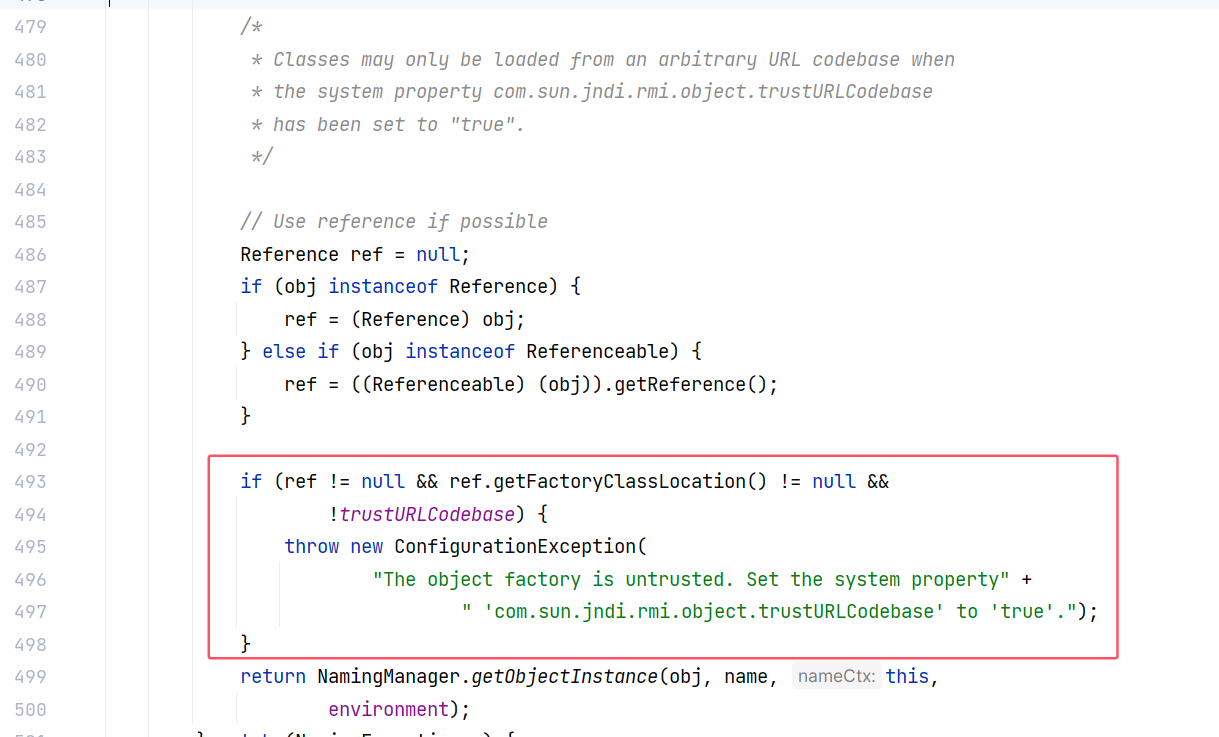 479 /*
480 * Classes may only be loaded from an arbitrary URL codebase when
481 * the system property com.sun.jndi.rmi.object.trustURLCodebase
482 * has been set to "true".
483 */
484
485 // Use reference if possible
486 Reference ref = null;
487 if (obj instanceof Reference) {
488 ref = (Reference) obj;
489 } else if (obj instanceof Referenceable) {
490 ref = ((Referenceable) (obj)).getReference();
491 }
492
493 if (ref != null && ref.getFactoryClassLocation() != null &&
494 !trustURLCodebase) {
495 throw new ConfigurationException(
496 "The object factory is untrusted. Set the system property" +
497 " 'com.sun.jndi.rmi.object.trustURLCodebase' to 'true'.");
498 }
499 return NamingManager.getObjectInstance(obj, name, nameCtx: this,
500 environment);